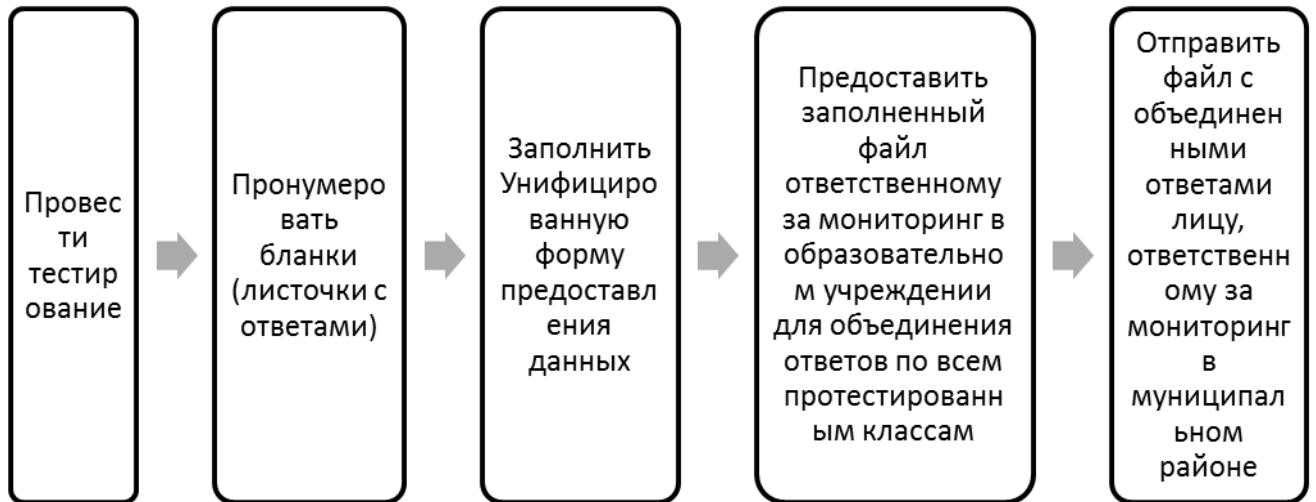 Провес
ти
тестир
ование
Пронумеро
вать
бланки
(листочки с
ответами)
Заполнить
Унифициро
ванную
форму
предоставл
ения
данных
Предоставить
заполненный
файл
ответственному
за мониторинг в
образовательно
м учреждении
для объединения
ответов по всем
протестированн
ым классам
Отправить
файл с
объединен
ными
ответами
лицу,
ответственн
ому за
мониторинг
в
муниципал
ьном
районе